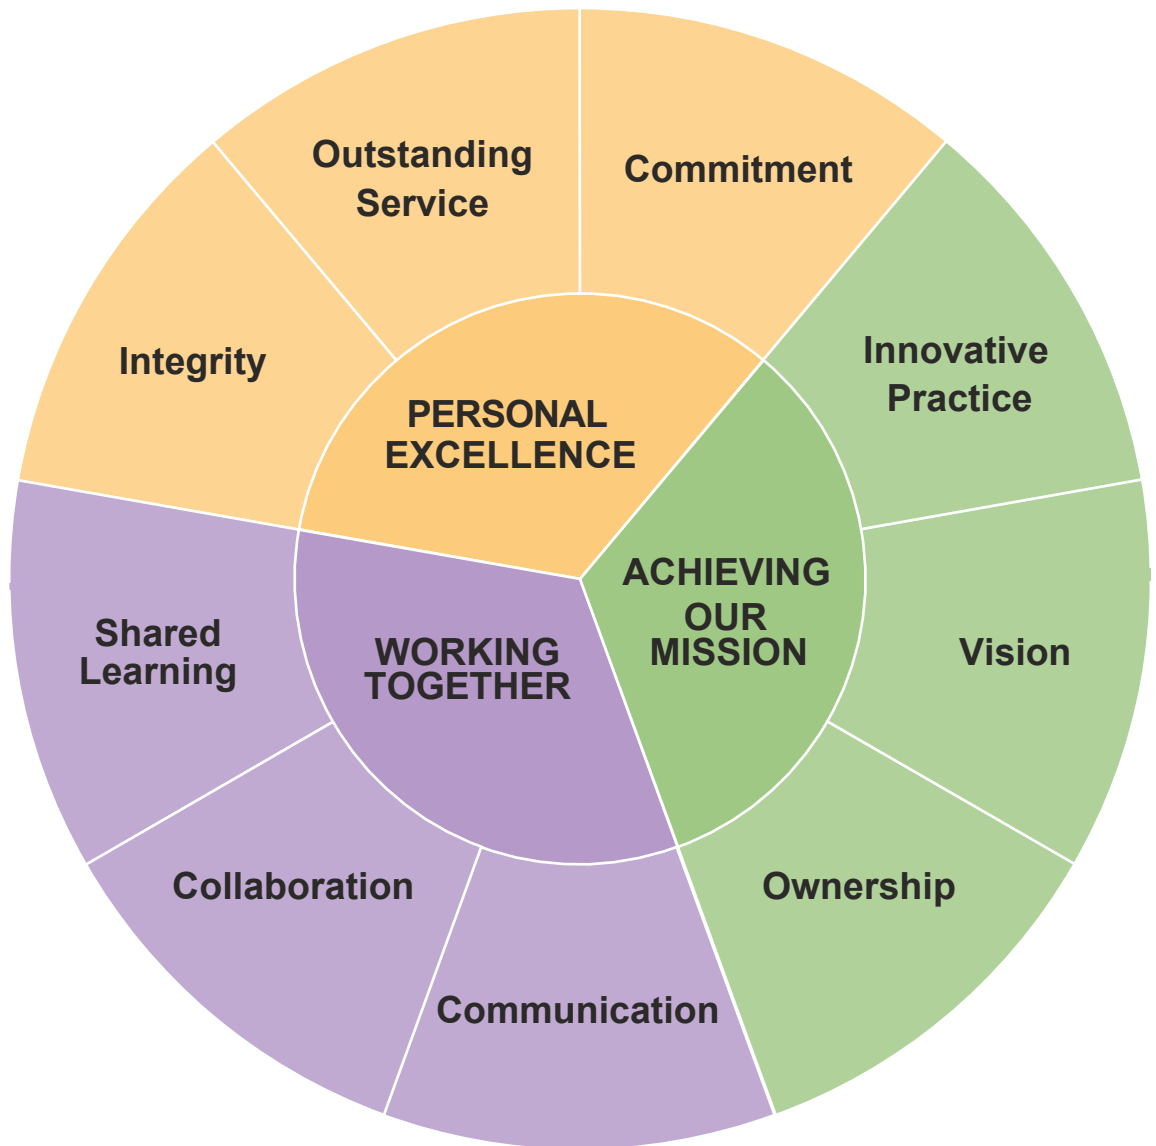 Outstanding
Service
Commitment
Integrity
Innovative
Practice
PERSONAL
EXCELLENCE
ACHIEVING
OUR
MISSION
Vision
Shared
Learning
WORKING
TOGETHER
Collaboration
Ownership
Communication